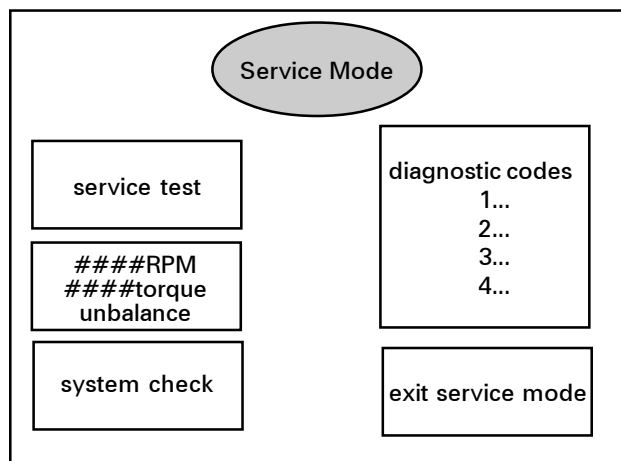 Service Mode
service test
####RPM
####torque
unbalance
system check
diagnostic codes
1...
2...
3...
4...
exit service mode